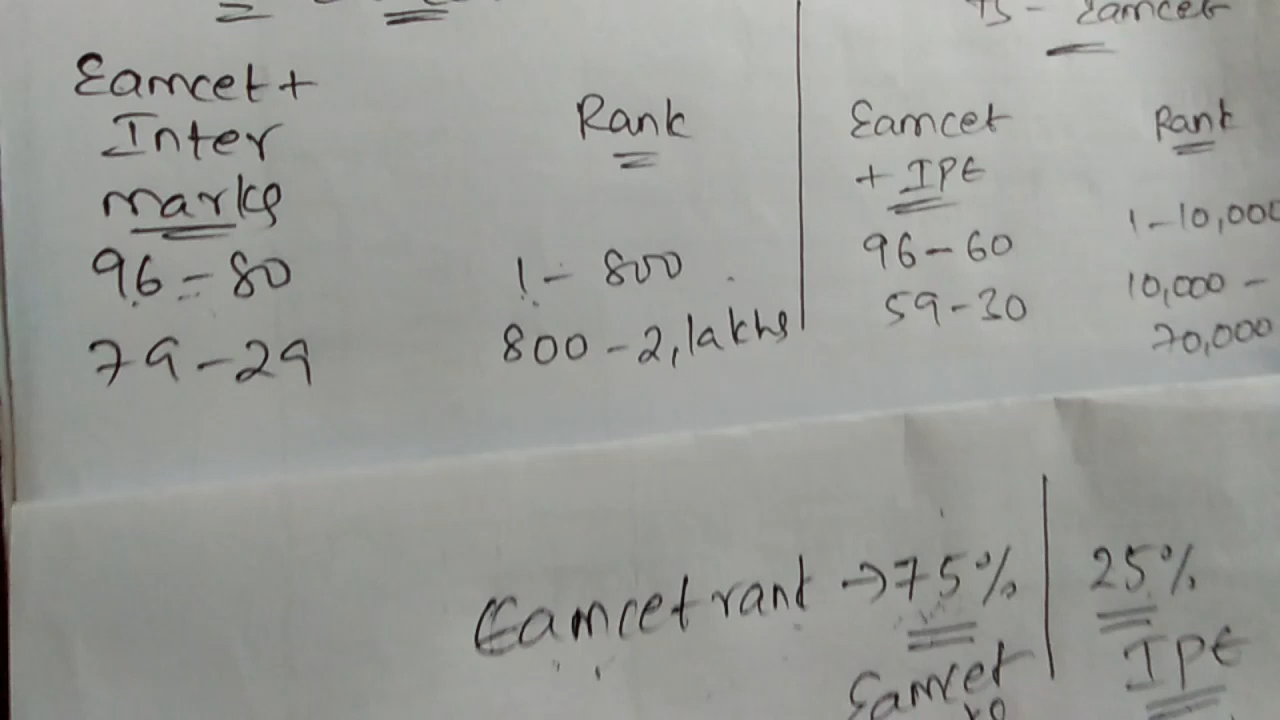 Eamcet +
Inter
marks
Rank
96 - 80
1 - 800
79 - 29
800 - 2, lakhs
TS - Eamcet
Eamcet
+ IPE
Rank
96 - 60
1 - 10,000
59 - 30
10,000 -
70,000
Eamcet rank → 75% | 25%
Eamcet
IPE